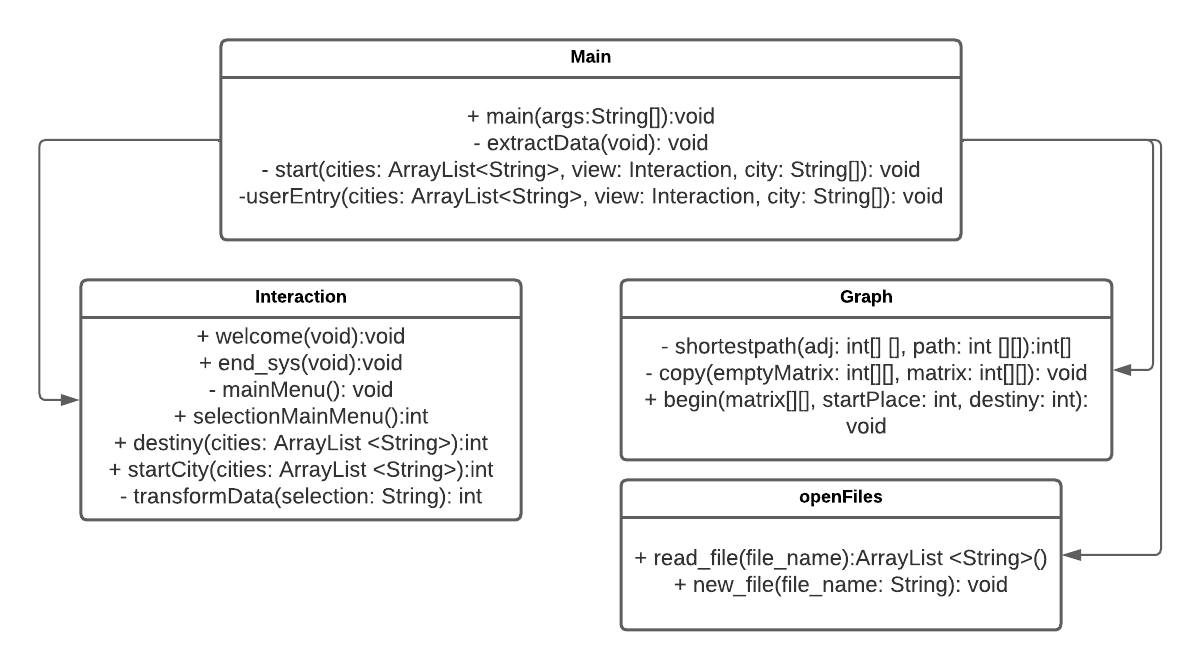 Main
+ main(args:String[]):void
- extractData(void): void
- start(cities: ArrayList<String>, view: Interaction, city: String[]): void
-userEntry(cities: ArrayList<String>, view: Interaction, city: String[]): void
Interaction
+ welcome(void):void
+ end_sys(void):void
- mainMenu(): void
+ selectionMainMenu():int
+ destiny(cities: ArrayList <String>):int
+ startCity(cities: ArrayList <String>):int
- transformData(selection: String): int
Graph
- shortestpath(adj: int[] [], path: int [][]):int[]
- copy(emptyMatrix: int[][], matrix: int[][]): void
+ begin(matrix[][], startPlace: int, destiny: int):
void
openFiles
+ read_file(file_name):ArrayList <String>()
+ new_file(file_name: String): void